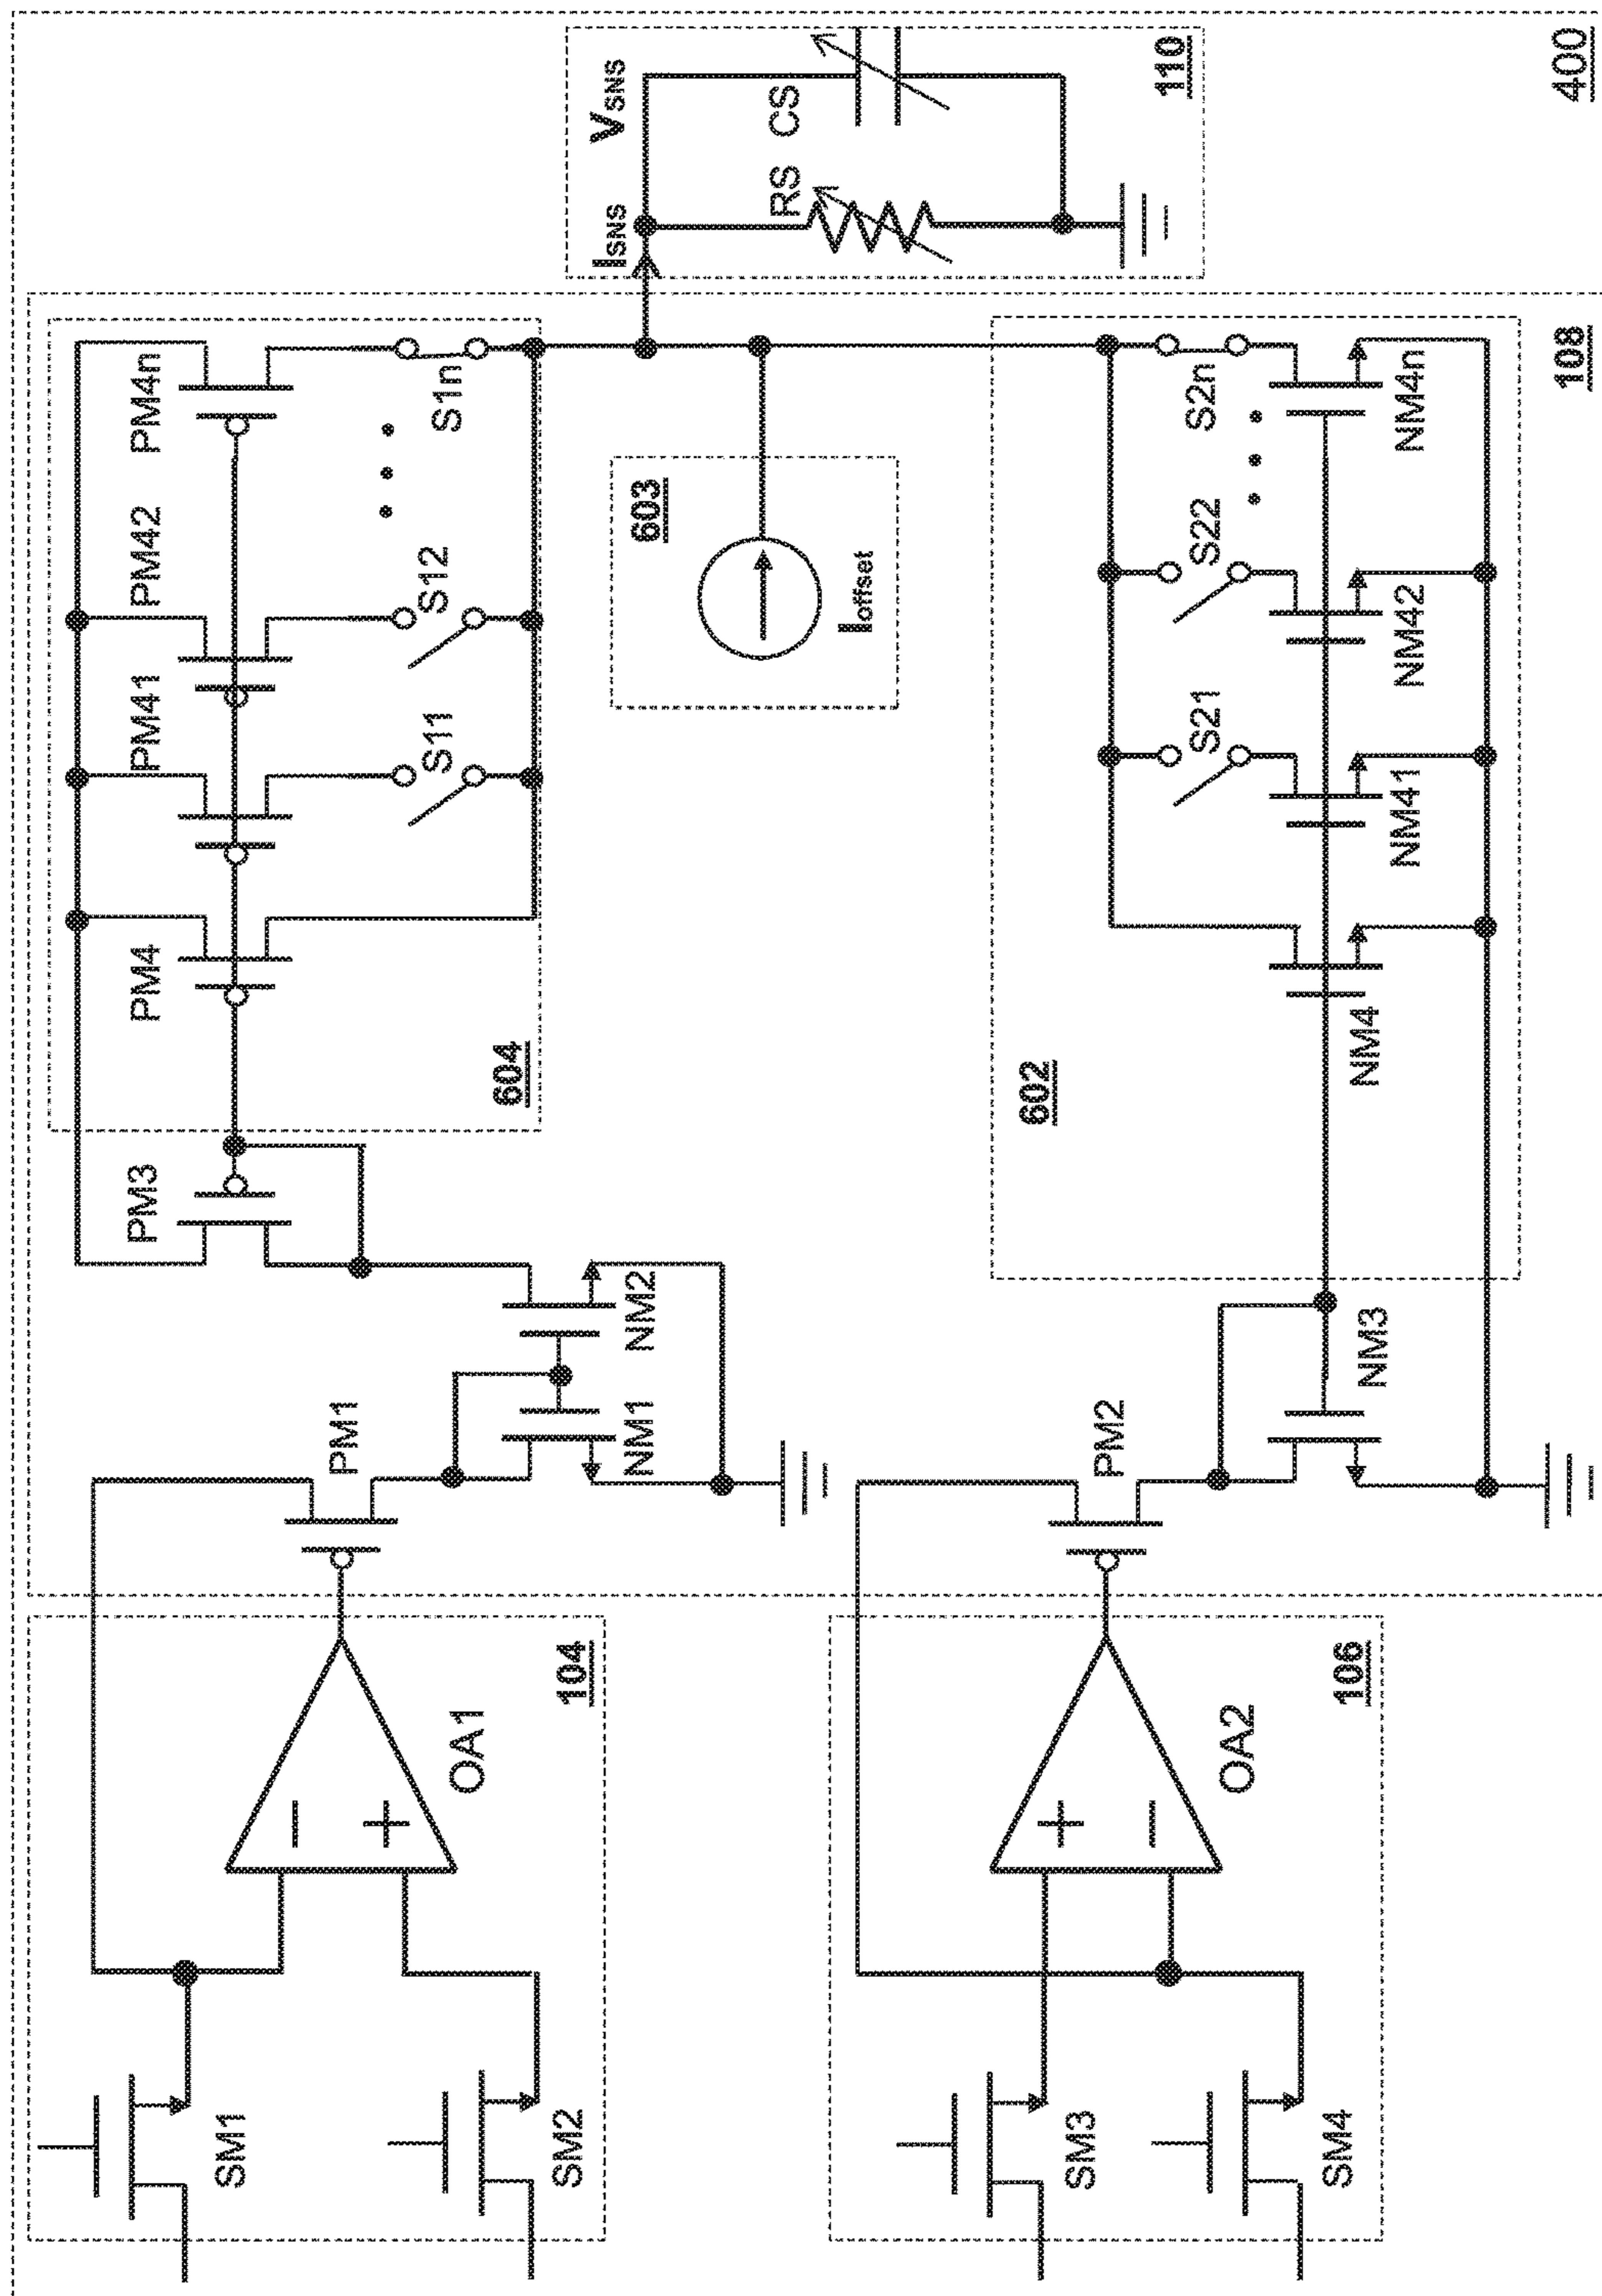 400
110
ISNS
VSNS
RS
CS
108
604
PM3
PM4
PM41
PM42
PM4n
S11
S12
S1n
603
Ioffset
602
NM4
NM41
NM42
NM4n
S21
S22
S2n
PM1
NM1
NM2
PM2
NM3
104
OA1
−
+
SM1
SM2
106
OA2
+
−
SM3
SM4